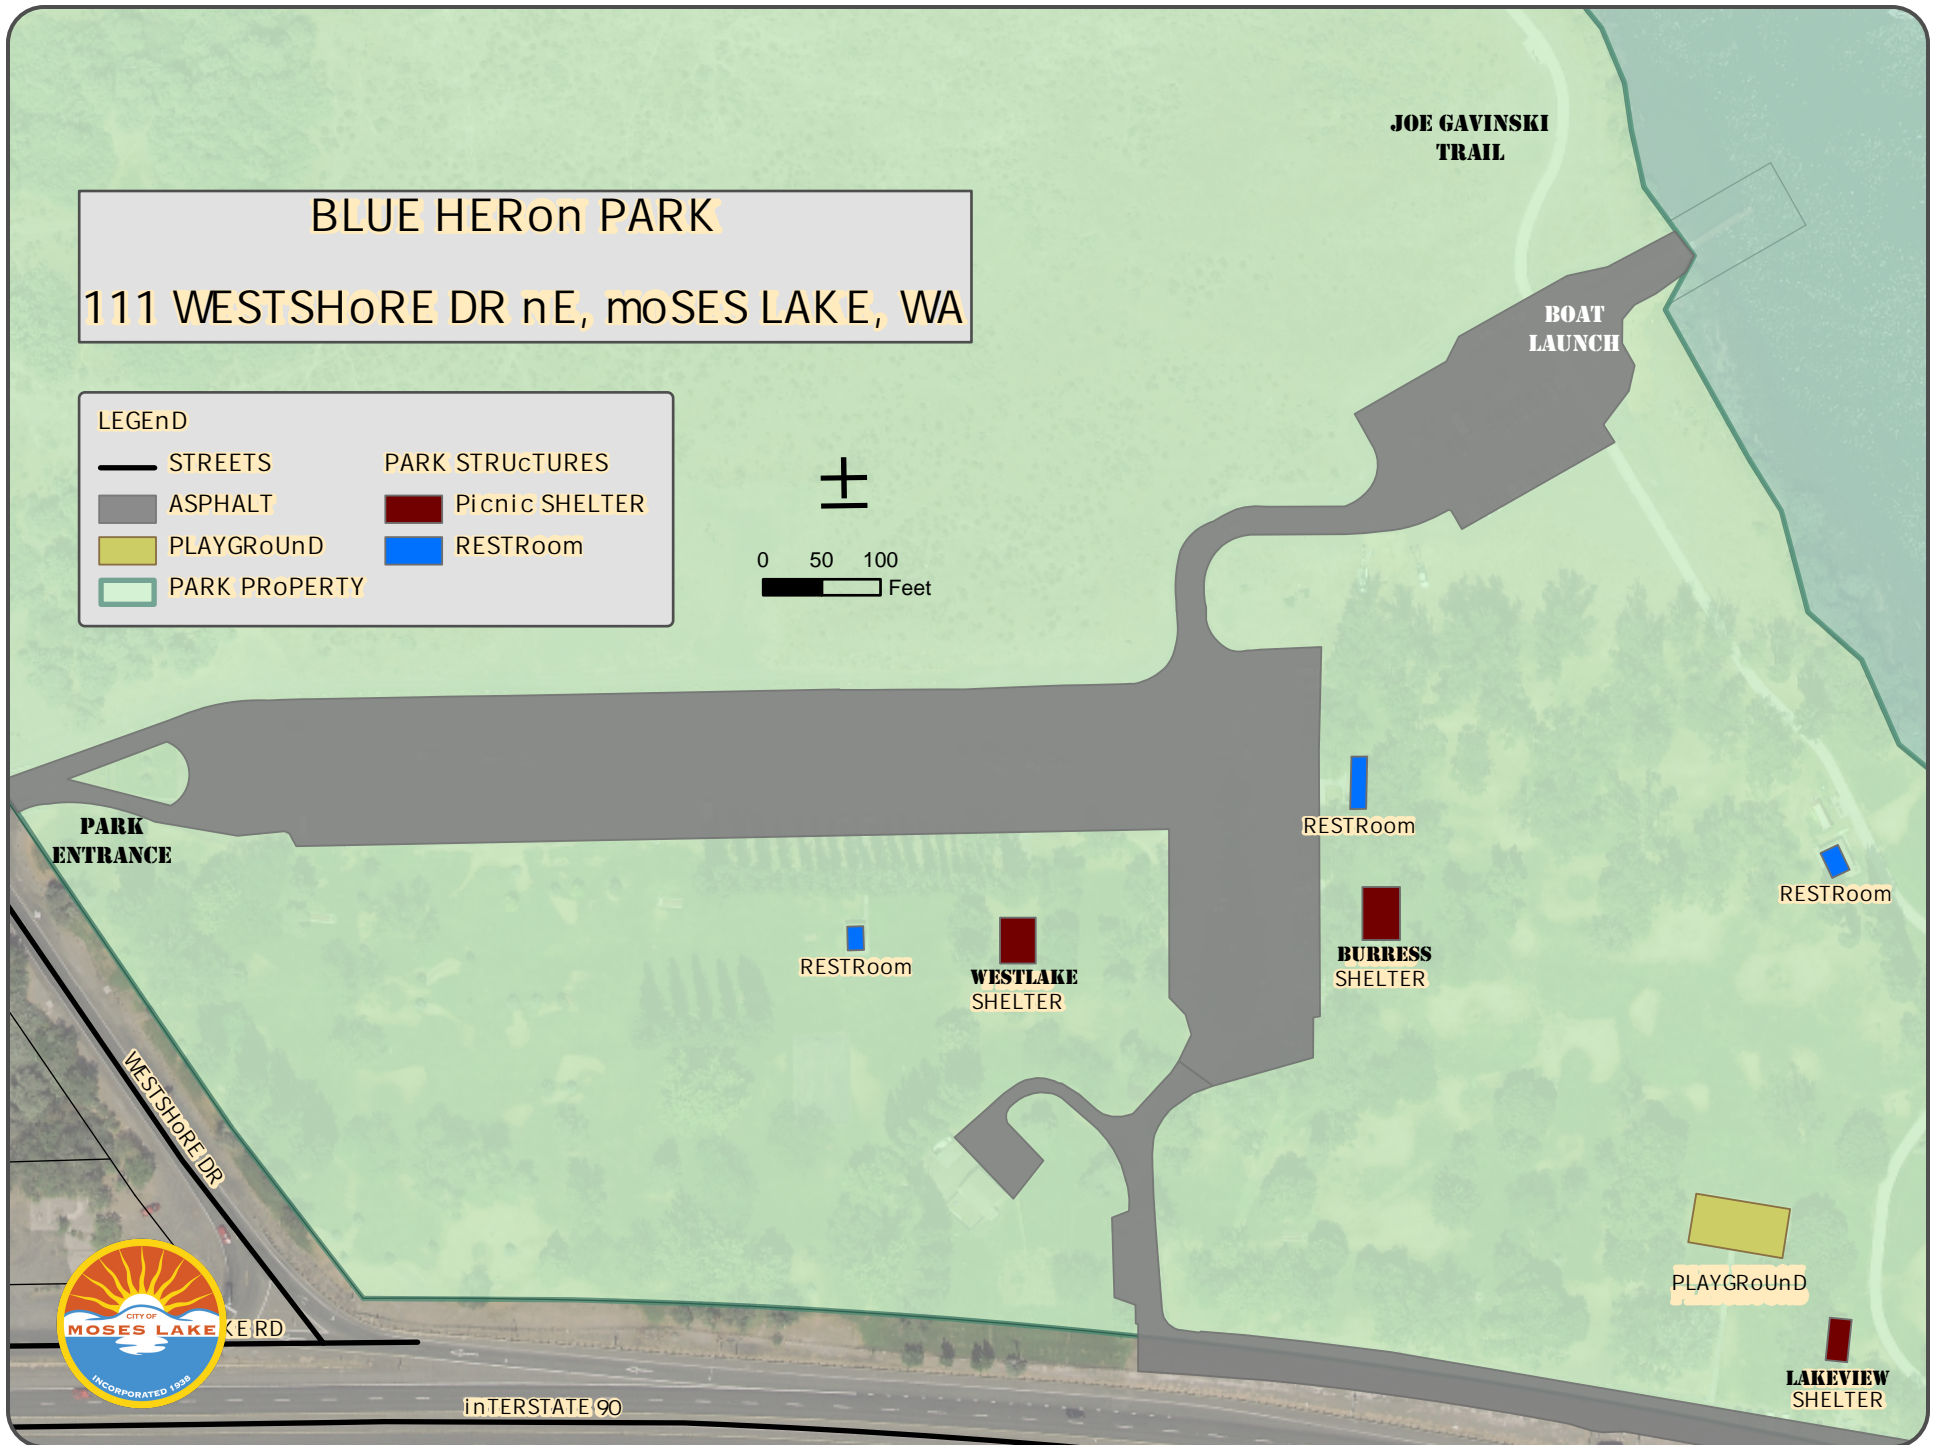 JOE GAVINSKI
TRAIL
BLUE HERon PARK
111 WESTSHoRE DR nE, moSES LAKE, WA
BOAT
LAUNCH
LEGEnD
STREETS
ASPHALT
PLAYGRoUnD
PARK PRoPERTY
PARK STRUcTURES
Picnic SHELTER
RESTRoom
±
0 50 100
Feet
PARK
ENTRANCE
RESTRoom
RESTRoom
RESTRoom
WESTLAKE
SHELTER
BURRESS
SHELTER
WESTSHoRE DR
PLAYGRoUnD
LAKEVIEW
SHELTER
KE RD
inTERSTATE 90
CITY OF
MOSES LAKE
INCORPORATED 1938